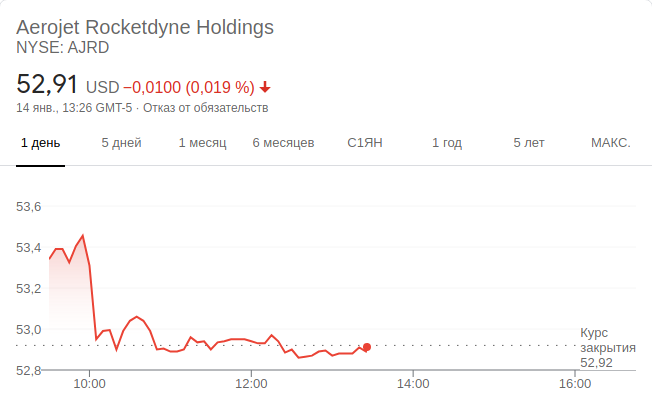 Aerojet Rocketdyne Holdings
NYSE: AJRD
52,91 USD −0,0100 (0,019 %)
14 янв., 13:26 GMT-5 · Отказ от обязательств
1 день 5 дней 1 месяц 6 месяцев С1ЯН 1 год 5 лет МАКС.
53,6
53,4
53,2
53,0
Курс
закрытия
52,92
52,8
10:00 12:00 14:00 16:00